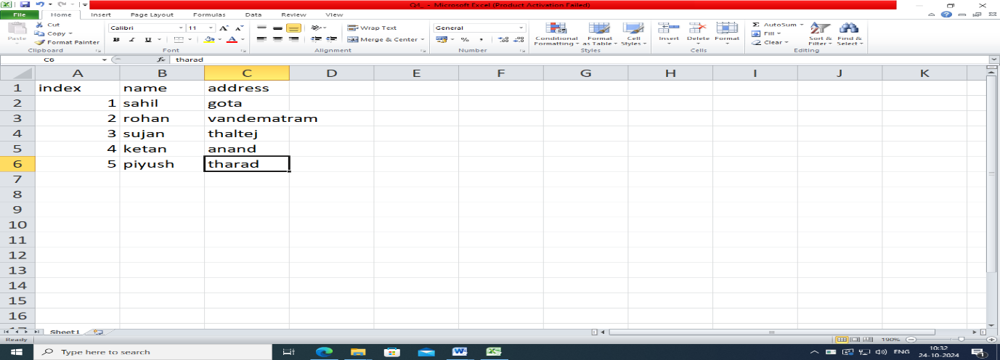 Q4_ - Microsoft Excel (Product Activation Failed)
File Home Insert Page Layout Formulas Data Review View
Paste Cut Copy Format Painter Clipboard
Calibri 11 A A B I U A Font
Wrap Text Merge & Center Alignment
General % , Number
Conditional Formatting Format as Table Cell Styles Styles
Insert Delete Format Cells
Σ AutoSum Fill Clear Sort & Filter Find & Select Editing
C6 fx tharad
A B C D E F G H I J K
1 index name address
2 1 sahil gota
3 2 rohan vandematram
4 3 sujan thaltej
5 4 ketan anand
6 5 piyush tharad
7
8
9
10
11
12
13
14
15
16
17
Sheet1
Ready 190%
Type here to search ENG 10:32
24-10-2024 1